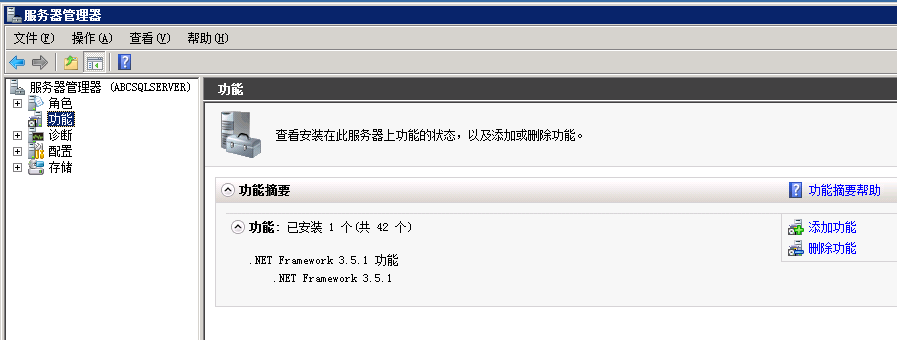 服务器管理器
文件(F) 操作(A) 查看(V) 帮助(H)
服务器管理器 (ABCSQLSERVER)
角色
功能
诊断
配置
存储
功能
查看安装在此服务器上功能的状态，以及添加或删除功能。
功能摘要
功能摘要帮助
功能: 已安装 1 个(共 42 个)
添加功能
删除功能
.NET Framework 3.5.1 功能
.NET Framework 3.5.1